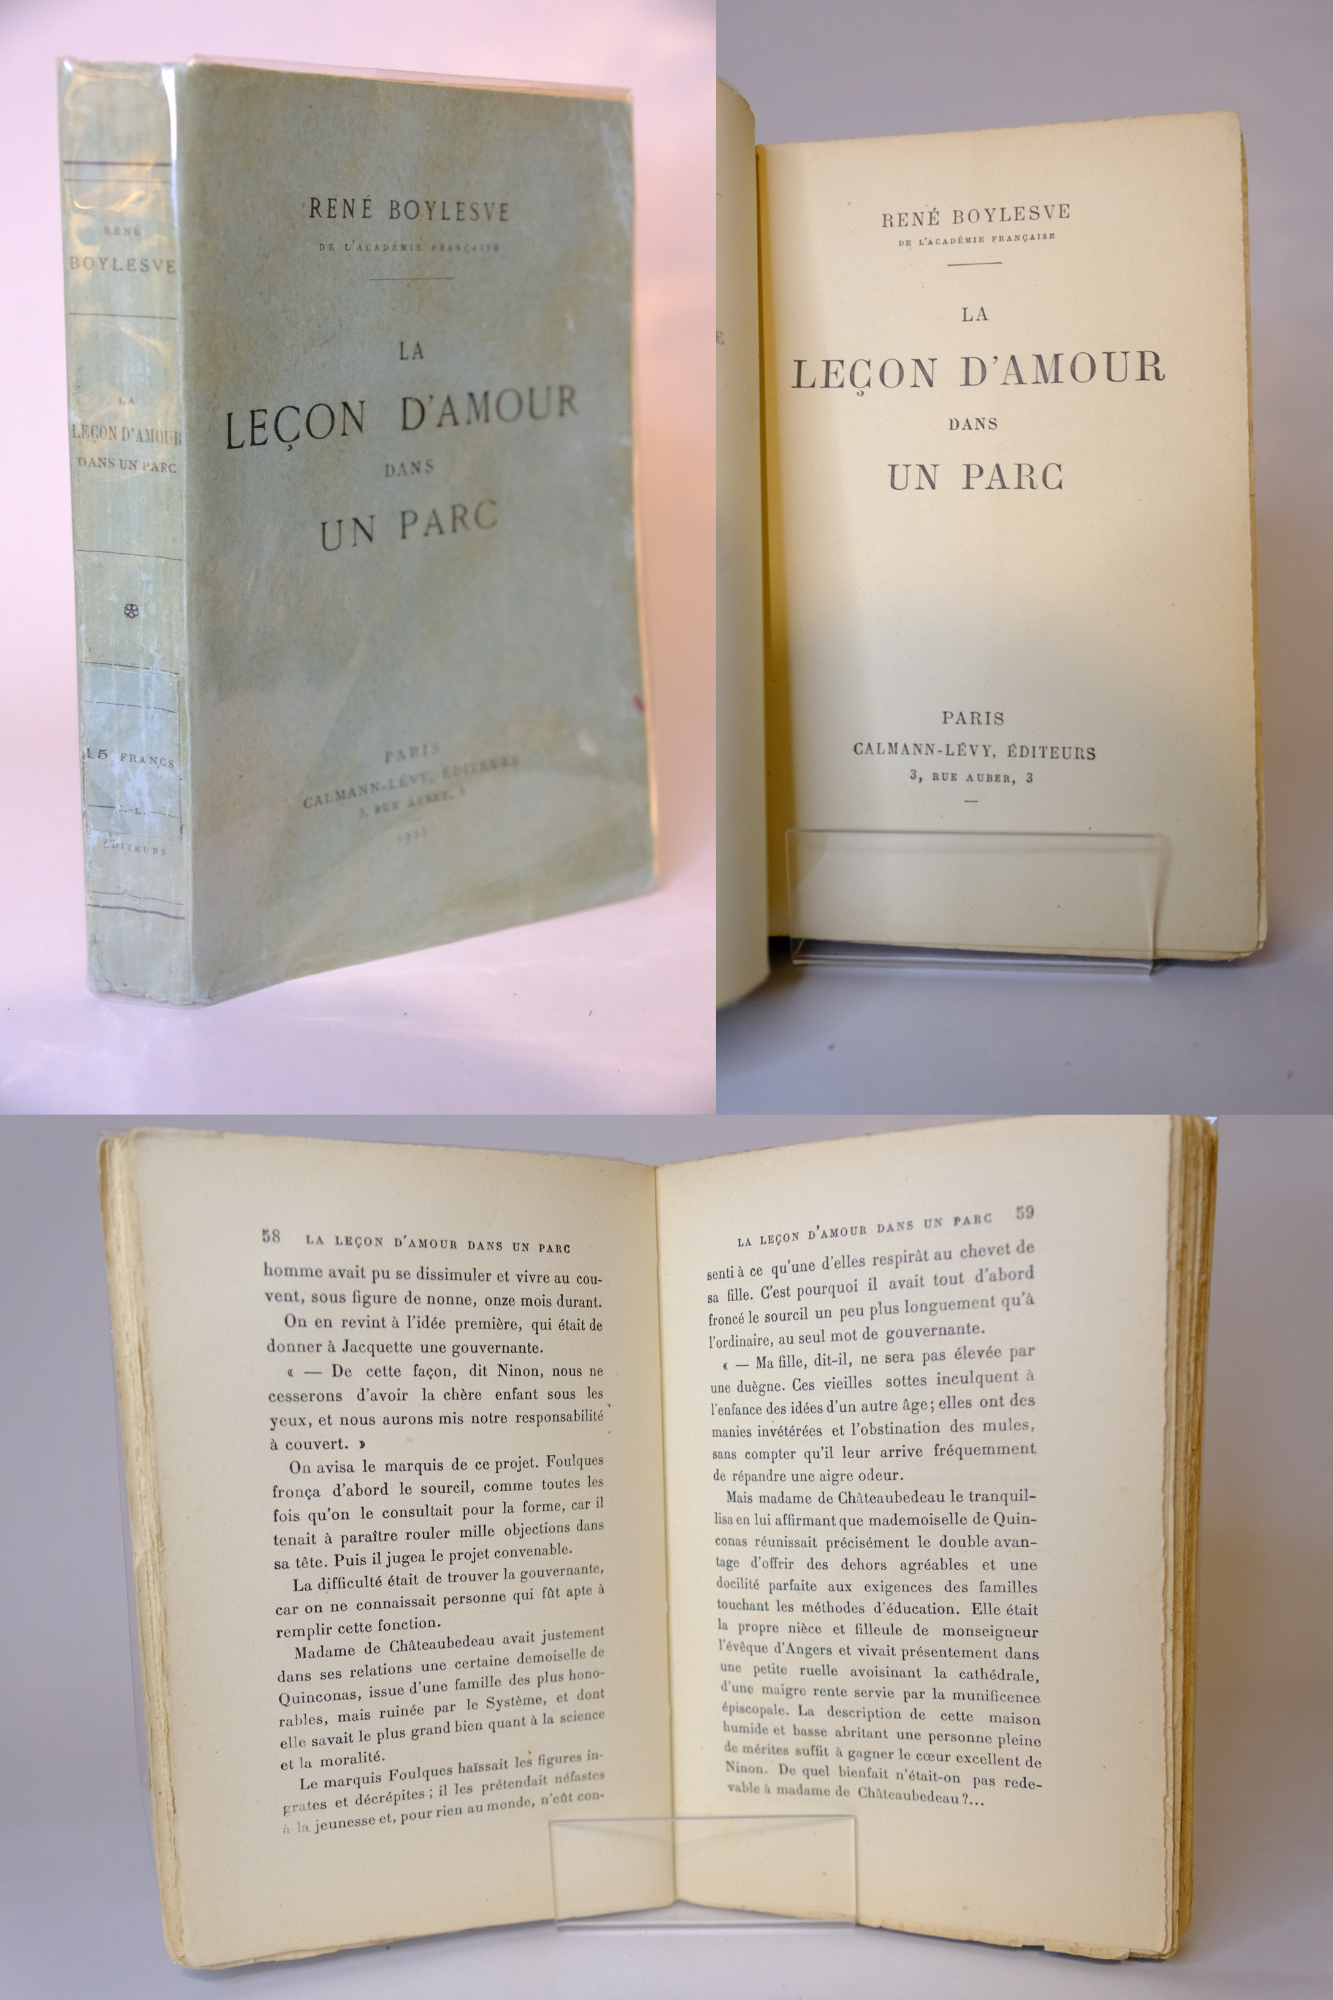 RENÉ
BOYLESVE
LA
LEÇON D'AMOUR
DANS UN PARC
15 FRANCS
ÉDITEURS
RENÉ BOYLESVE
DE L'ACADÉMIE FRANÇAISE
LA
LEÇON D'AMOUR
DANS
UN PARC
PARIS
CALMANN-LÉVY, ÉDITEURS
3, RUE AUBER, 3
RENÉ BOYLESVE
DE L'ACADÉMIE FRANÇAISE
LA
LEÇON D'AMOUR
DANS
UN PARC
PARIS
CALMANN-LÉVY, ÉDITEURS
3, RUE AUBER, 3
58 LA LEÇON D'AMOUR DANS UN PARC
homme avait pu se dissimuler et vivre au cou-
vent, sous figure de nonne, onze mois durant.
On en revint à l'idée première, qui était de
donner à Jacquette une gouvernante.
« — De cette façon, dit Ninon, nous ne
cesserons d'avoir la chère enfant sous les
yeux, et nous aurons mis notre responsabilité
à couvert. »
On avisa le marquis de ce projet. Foulques
fronça d'abord le sourcil, comme toutes les
fois qu'on le consultait pour la forme, car il
tenait à paraître rouler mille objections dans
sa tête. Puis il jugea le projet convenable.
La difficulté était de trouver la gouvernante,
car on ne connaissait personne qui fût apte à
remplir cette fonction.
Madame de Châteaubedeau avait justement
dans ses relations une certaine demoiselle de
Quinconas, issue d'une famille des plus hono-
rables, mais ruinée par le Système, et dont
elle savait le plus grand bien quant à la science
et la moralité.
Le marquis Foulques haïssait les figures in-
grates et décrépites ; il les prétendait néfastes
à la jeunesse et, pour rien au monde, n'eût con-
LA LEÇON D'AMOUR DANS UN PARC 59
senti à ce qu'une d'elles respirât au chevet de
sa fille. C'est pourquoi il avait tout d'abord
froncé le sourcil un peu plus longuement qu'à
l'ordinaire, au seul mot de gouvernante.
« — Ma fille, dit-il, ne sera pas élevée par
une duègne. Ces vieilles sottes inculquent à
l'enfance des idées d'un autre âge ; elles ont des
manies invétérées et l'obstination des mules,
sans compter qu'il leur arrive fréquemment
de répandre une aigre odeur.
Mais madame de Châteaubedeau le tranquil-
lisa en lui affirmant que mademoiselle de Quin-
conas réunissait précisément le double avan-
tage d'offrir des dehors agréables et une
docilité parfaite aux exigences des familles
touchant les méthodes d'éducation. Elle était
la propre nièce et filleule de monseigneur
l'évêque d'Angers et vivait présentement dans
une petite ruelle avoisinant la cathédrale,
d'une maigre rente servie par la munificence
épiscopale. La description de cette maison
humide et basse abritant une personne pleine
de mérites suffit à gagner le cœur excellent de
Ninon. De quel bienfait n'était-on pas rede-
vable à madame de Châteaubedeau ?...